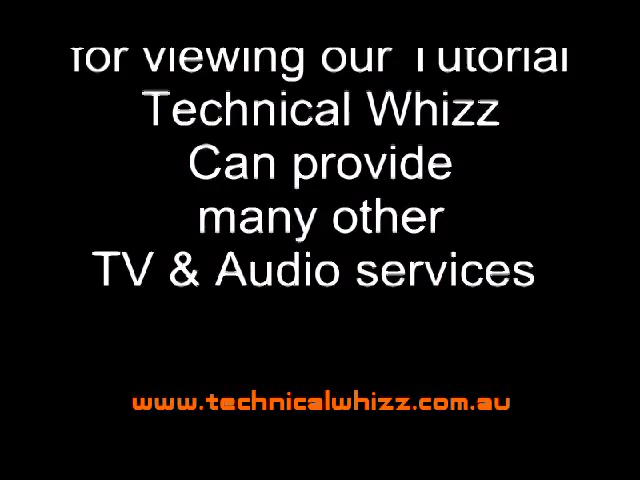 for viewing our Tutorial
Technical Whizz
Can provide
many other
TV & Audio services
www.technicalwhizz.com.au